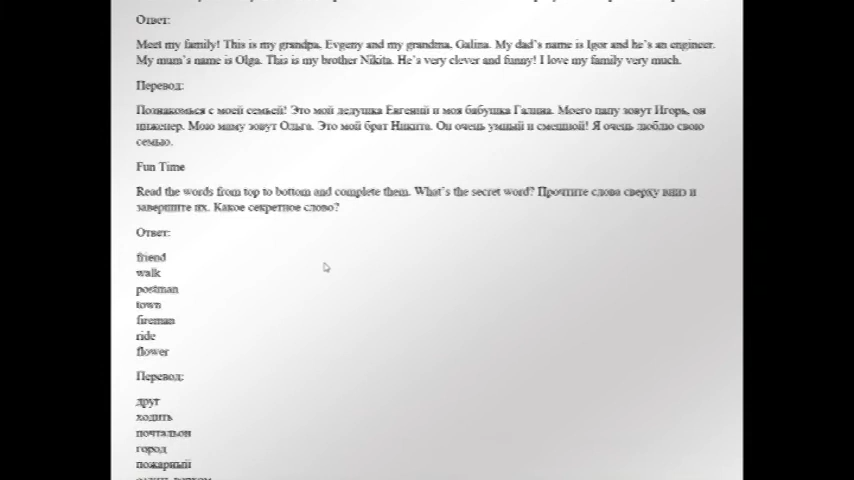 Ответ:
Meet my family! This is my grandpa, Evgeny and my grandma, Galina. My dad's name is Igor and he's an engineer.
My mum's name is Olga. This is my brother Nikita. He's very clever and funny! I love my family very much.
Перевод:
Познакомься с моей семьёй! Это мой дедушка Евгений и моя бабушка Галина. Моего папу зовут Игорь, он
инженер. Мою маму зовут Ольга. Это мой брат Никита. Он очень умный и смешной! Я очень люблю свою
семью.
Fun Time
Read the words from top to bottom and complete them. What's the secret word? Прочтите слова сверху вниз и
завершите их. Какое секретное слово?
Ответ:
friend
walk
postman
town
fireman
ride
flower
Перевод:
друг
ходить
почтальон
город
пожарный